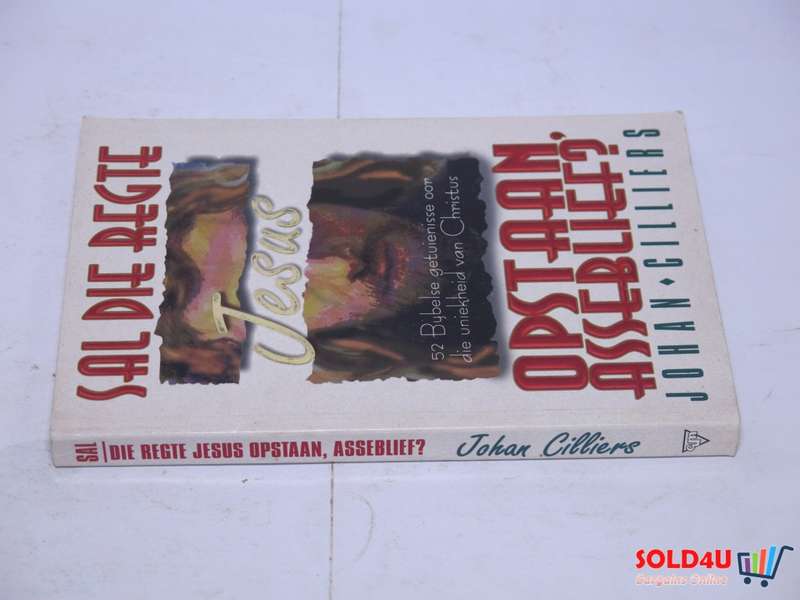 SAL DIE REGTE
Jesus
52 Bybelse getuienisse oor
die uniekheid van Christus
OPSTAAN,
ASSEBLIEF?
JOHAN CILLIERS
SAL DIE REGTE JESUS OPSTAAN, ASSEBLIEF? Johan Cilliers
SOLD4U
Bargains Online